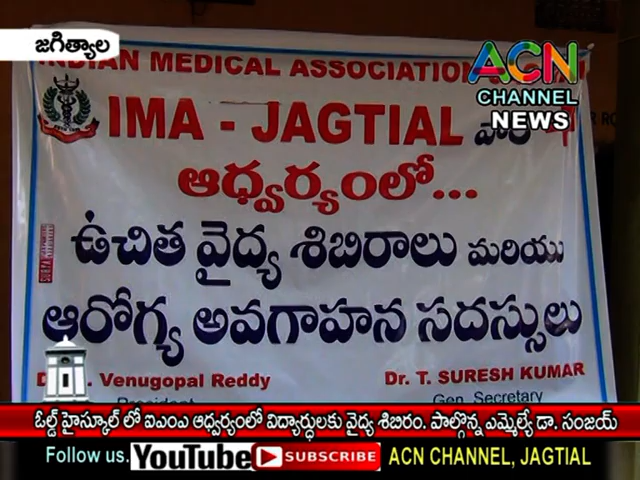 జగిత్యాల
INDIAN MEDICAL ASSOCIATION
ACN
CHANNEL
NEWS
IMA - JAGTIAL వారి
ఆధ్వర్యంలో...
ఉచిత వైద్య శిబిరాలు మరియు
ఆరోగ్య అవగాహన సదస్సులు
Venugopal Reddy
Dr. T. SURESH KUMAR
President
Gen. Secretary
ఓల్డ్ హైస్కూల్ లో ఐఎంఎ ఆధ్వర్యంలో విద్యార్థులకు వైద్య శిబిరం. పాల్గొన్న ఎమ్మెల్యే డా. సంజయ్
Follow us. YouTube SUBSCRIBE ACN CHANNEL, JAGTIAL